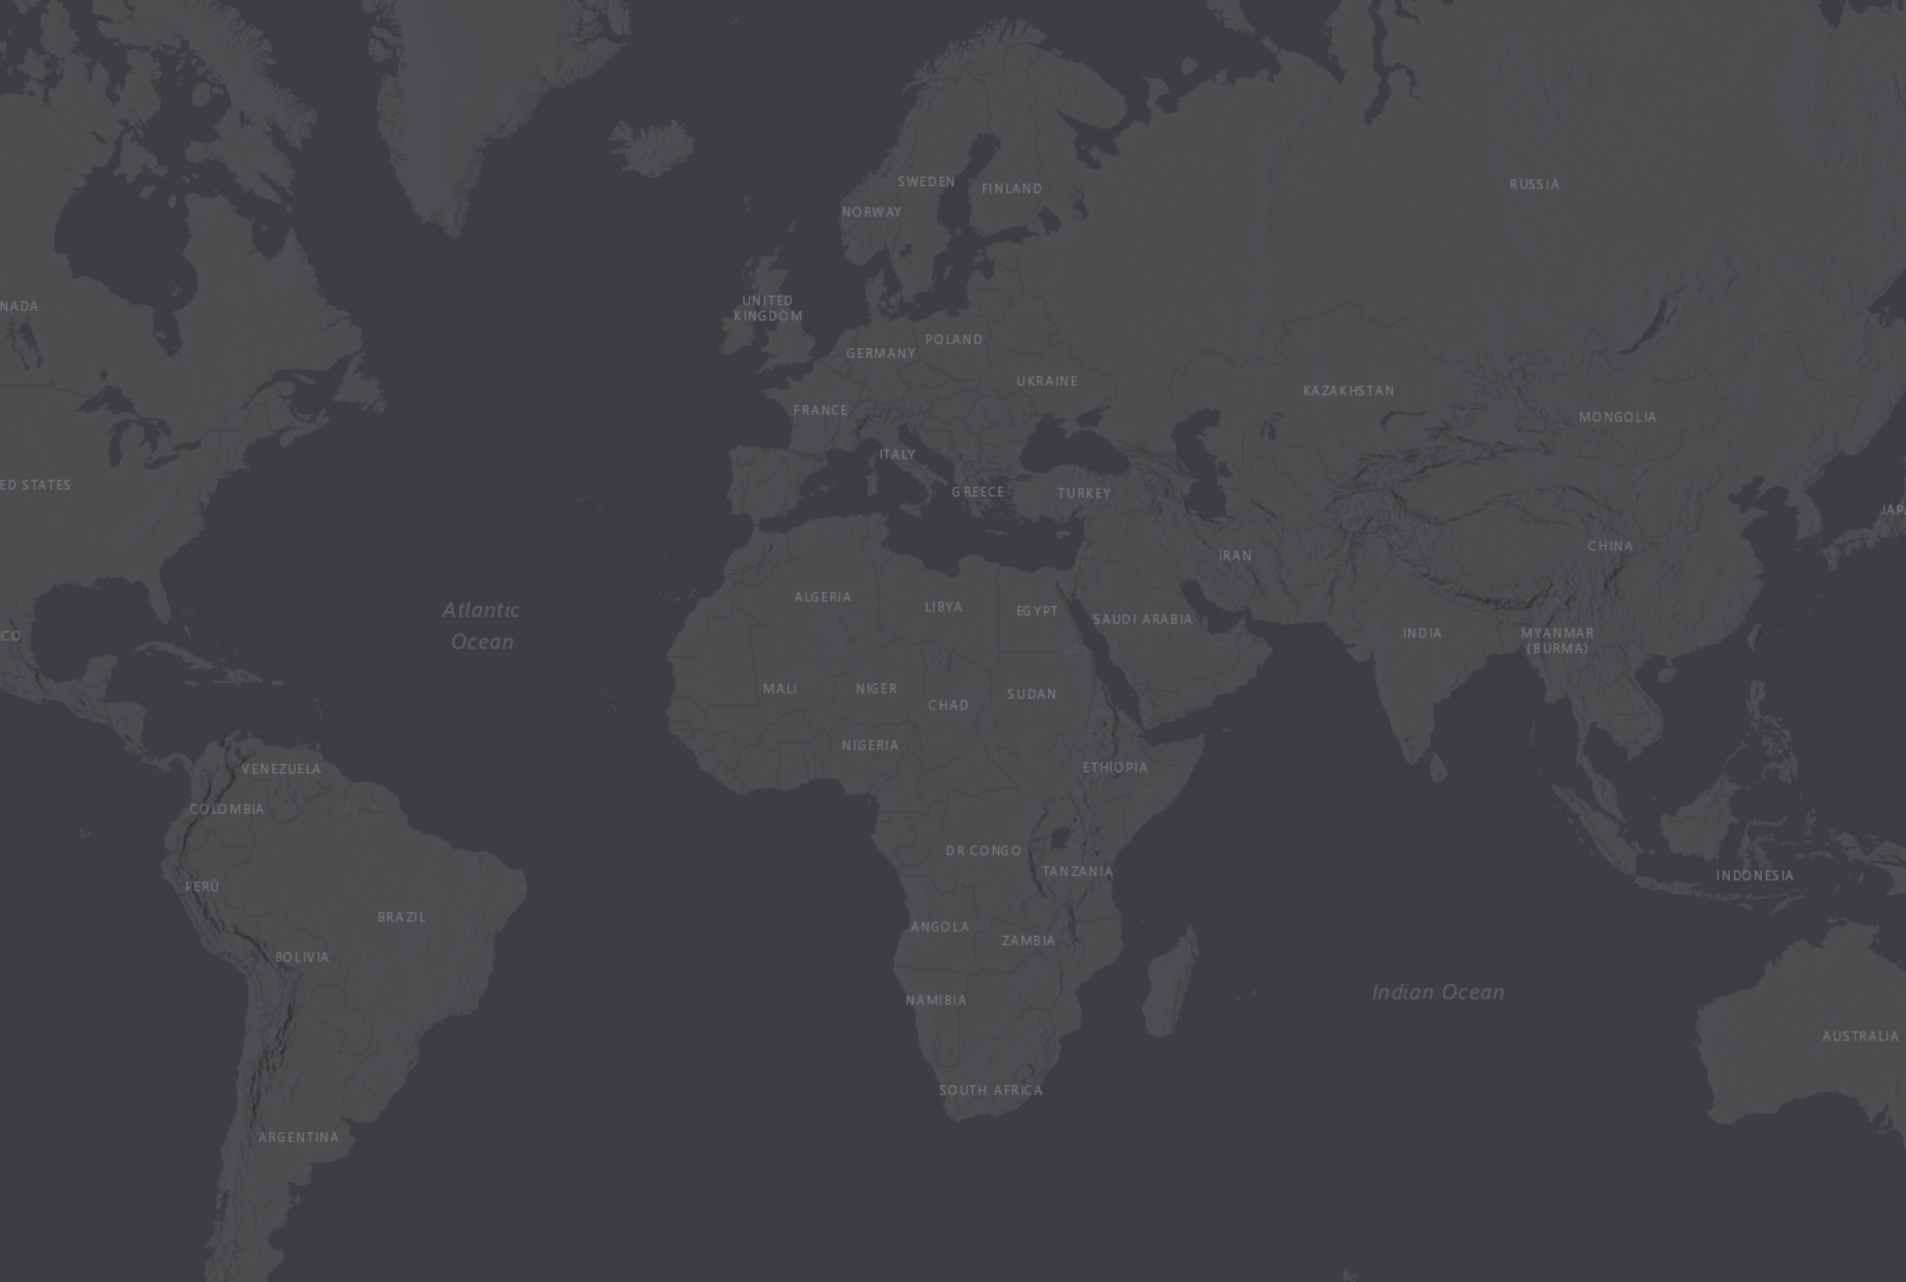 SWEDEN
FINLAND
RUSSIA
NORWAY
UNITED
KINGDOM
NADA
POLAND
GERMANY
UKRAINE
KAZAKHSTAN
FRANCE
MONGOLIA
ITALY
ED STATES
GREECE
TURKEY
JAP
CHINA
IRAN
ALGERIA
LIBYA
EGYPT
Atlantic
Ocean
SAUDI ARABIA
INDIA
MYANMAR
(BURMA)
CO
MALI
NIGER
SUDAN
CHAD
NIGERIA
VENEZUELA
ETHIOPIA
COLOMBIA
DR CONGO
TANZANIA
INDONESIA
PERÚ
BRAZIL
ANGOLA
ZAMBIA
BOLIVIA
Indian Ocean
NAMIBIA
AUSTRALIA
SOUTH AFRICA
ARGENTINA